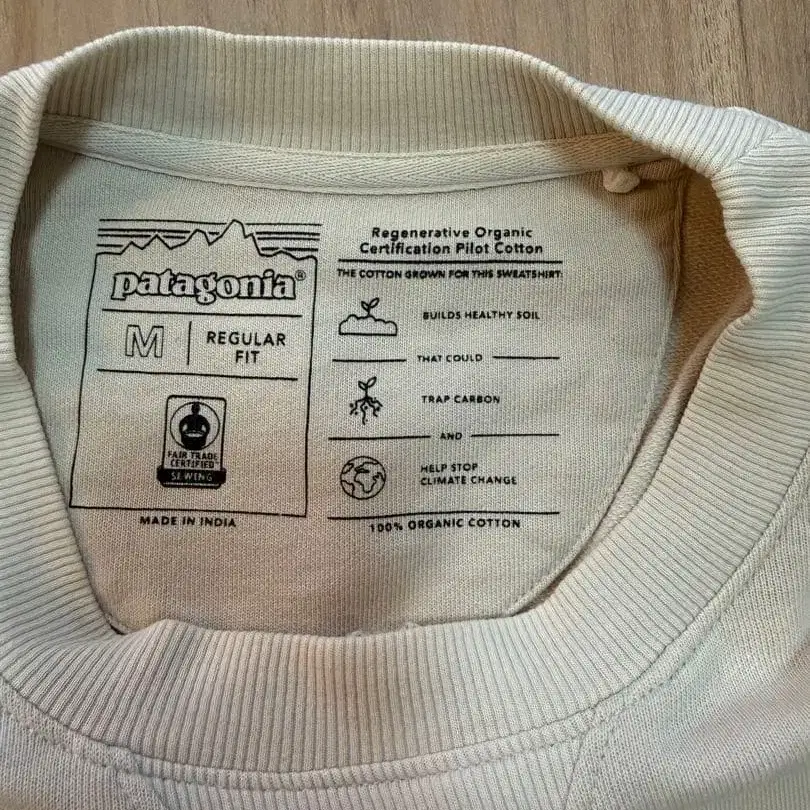 patagonia®
M
REGULAR
FIT
FAIR TRADE
CERTIFIED
SEWING
MADE IN INDIA
Regenerative Organic
Certification Pilot Cotton
THE COTTON GROWN FOR THIS SWEATSHIRT:
BUILDS HEALTHY SOIL
THAT COULD
TRAP CARBON
AND
HELP STOP
CLIMATE CHANGE
100% ORGANIC COTTON